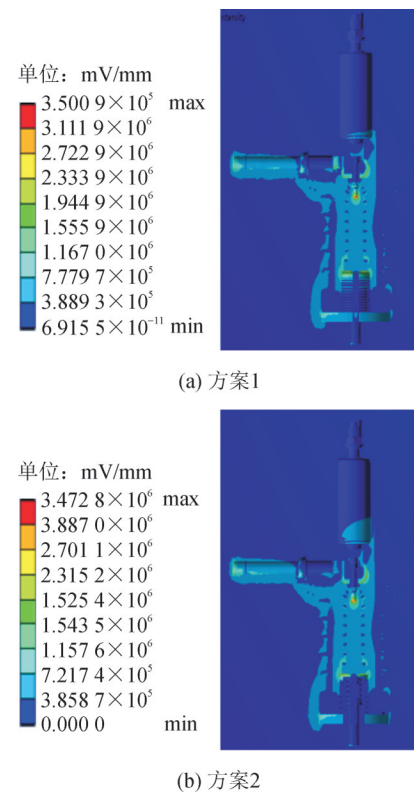 ensity
单位：mV/mm
3.500 9×10⁵ max
3.111 9×10⁶
2.722 9×10⁶
2.333 9×10⁶
1.944 9×10⁶
1.555 9×10⁶
1.167 0×10⁶
7.779 7×10⁵
3.889 3×10⁵
6.915 5×10⁻¹¹ min
(a) 方案1
单位：mV/mm
3.472 8×10⁶ max
3.887 0×10⁶
2.701 1×10⁶
2.315 2×10⁶
1.525 4×10⁶
1.543 5×10⁶
1.157 6×10⁶
7.217 4×10⁵
3.858 7×10⁵
0.000 0 min
(b) 方案2